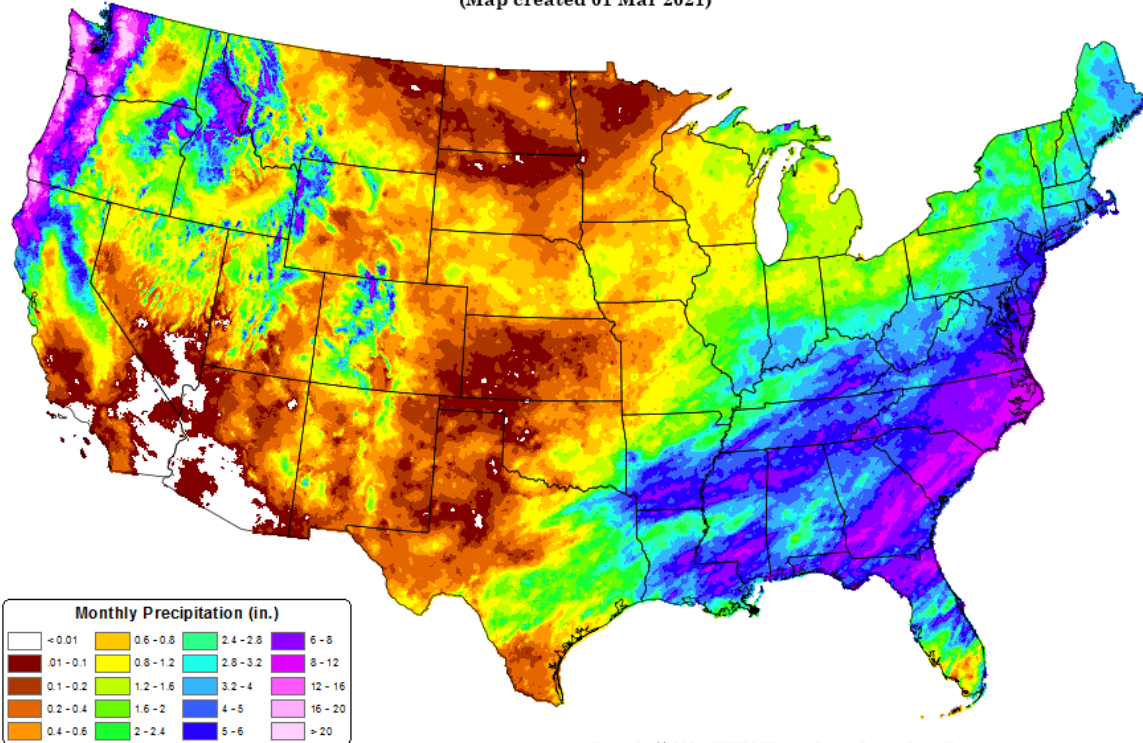 (Map created 01 Mar 2021)
Monthly Precipitation (in.)
< 0.01 0.6 - 0.8 2.4 - 2.8 6 - 8
.01 - 0.1 0.8 - 1.2 2.8 - 3.2 8 - 12
0.1 - 0.2 1.2 - 1.6 3.2 - 4 12 - 16
0.2 - 0.4 1.6 - 2 4 - 5 16 - 20
0.4 - 0.6 2 - 2.4 5 - 6 > 20